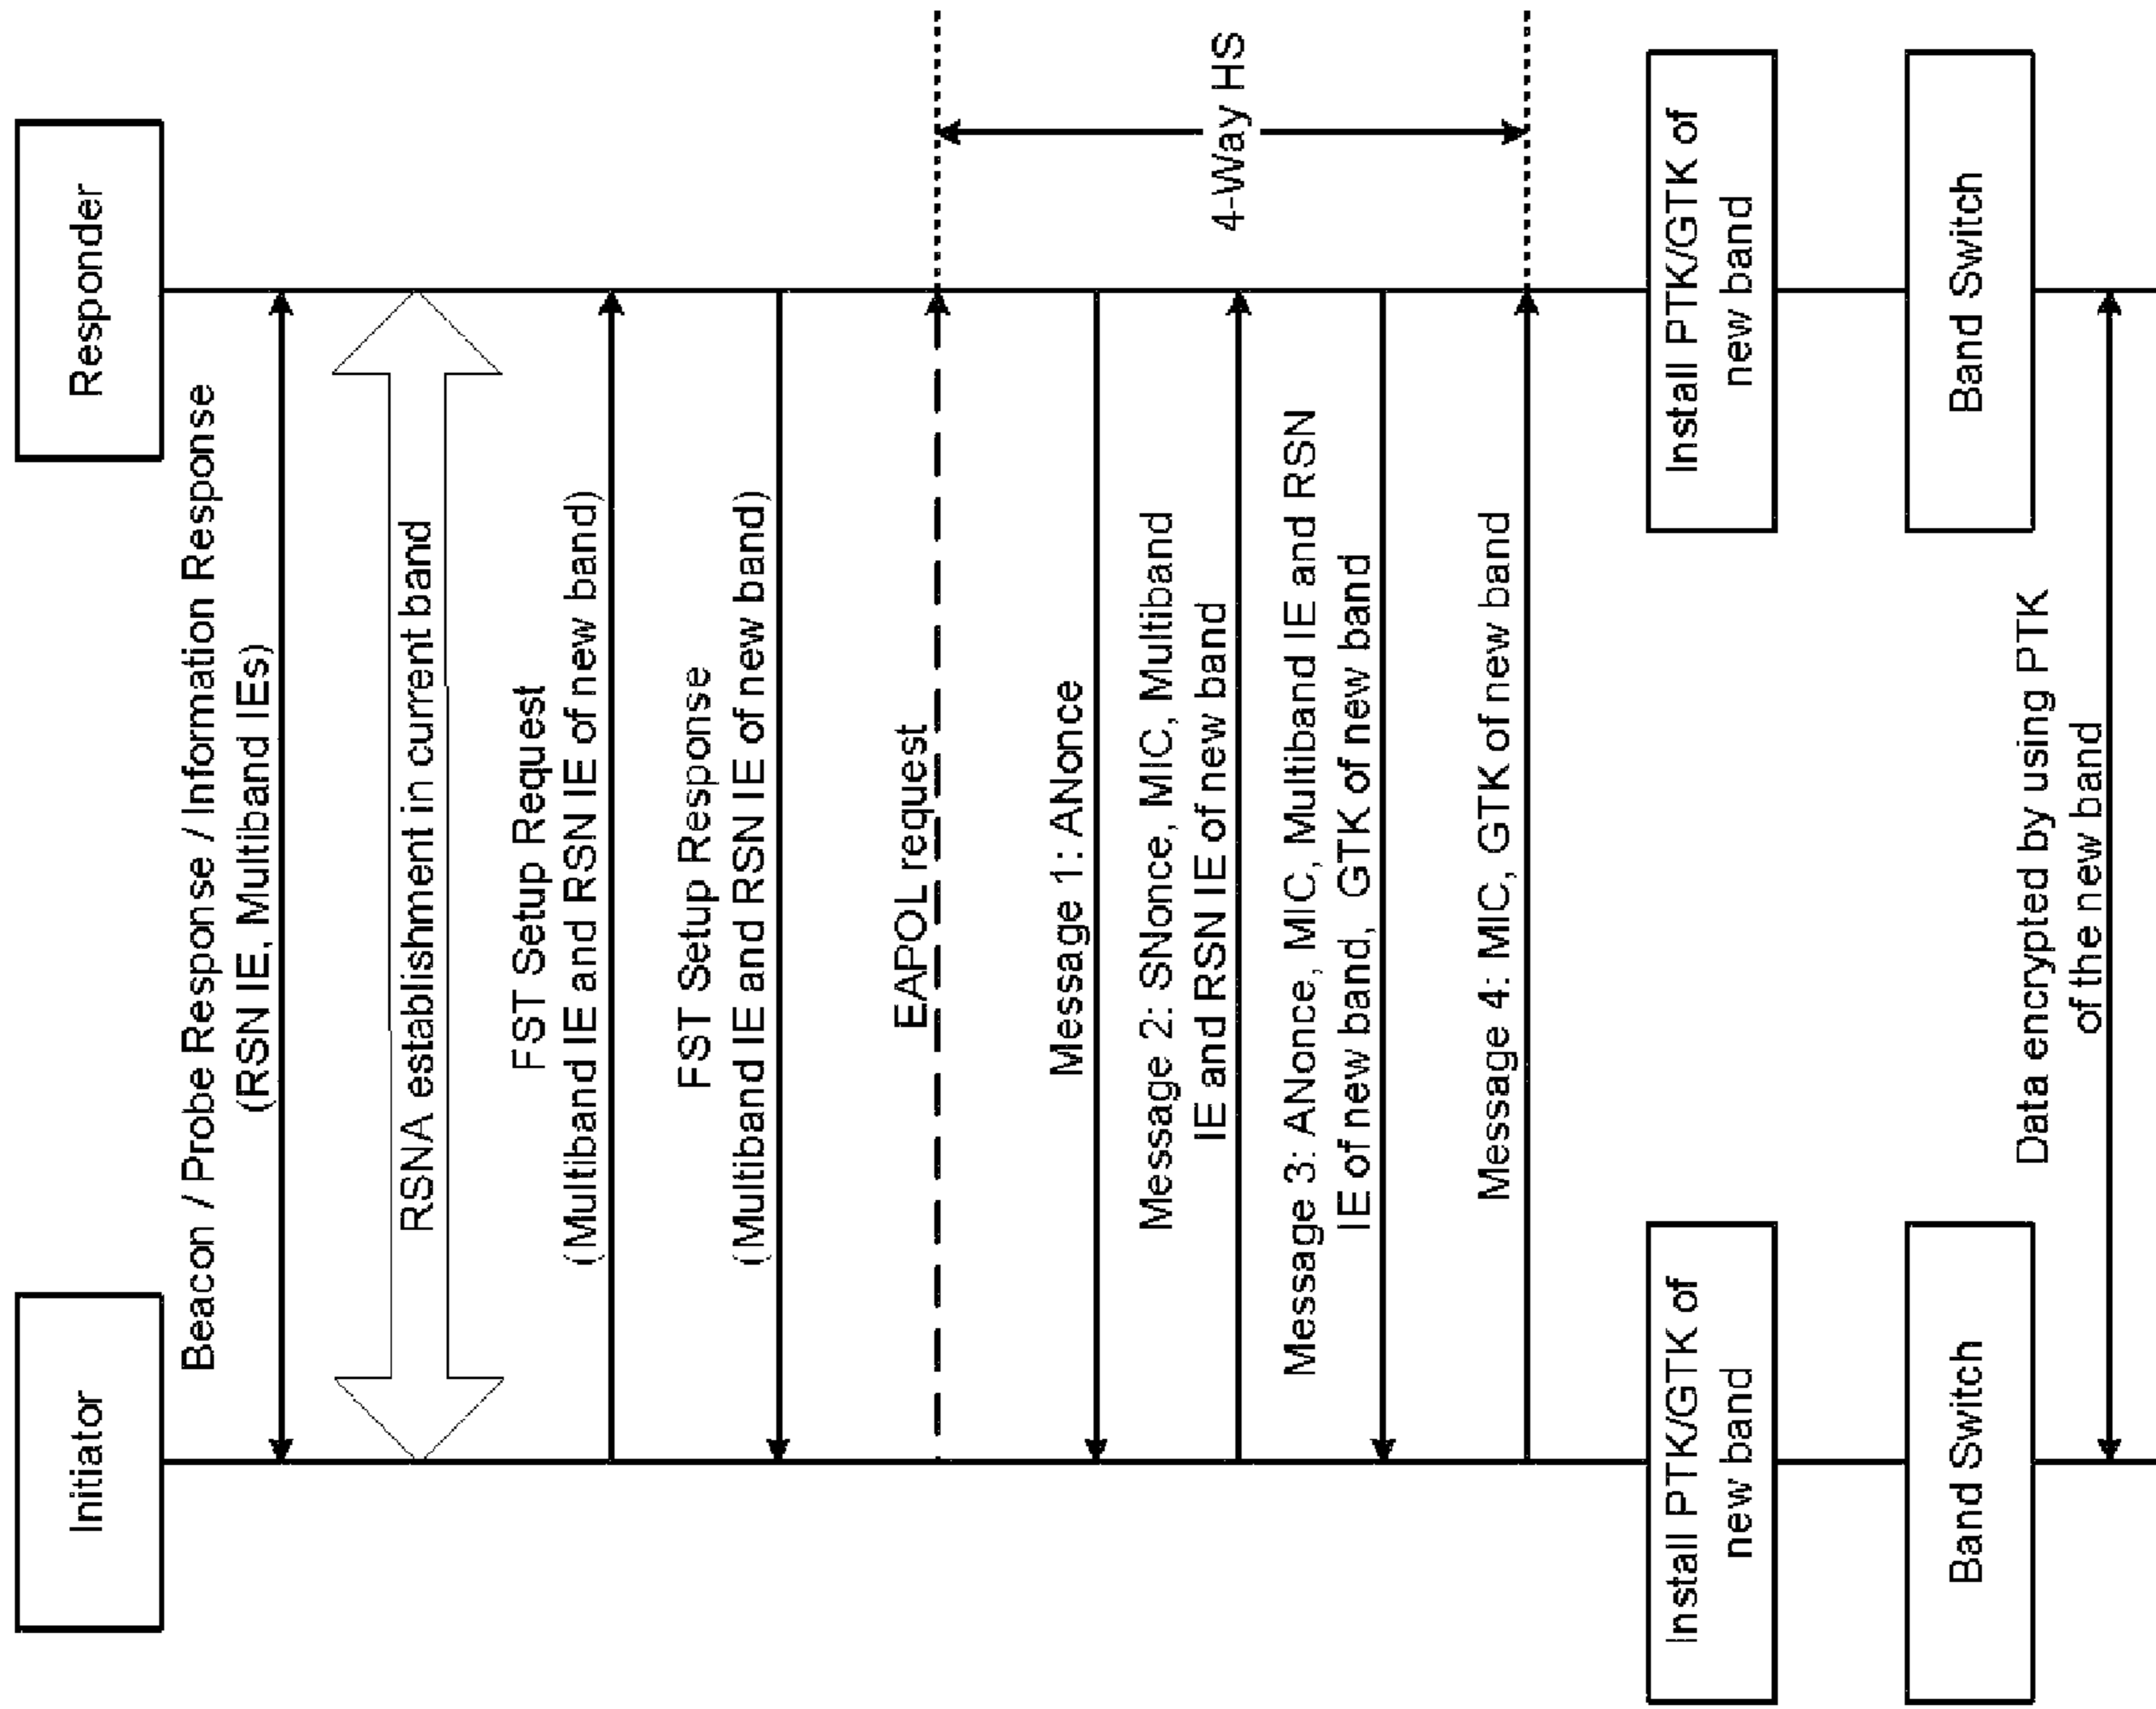 Initiator
Responder
Beacon / Probe Response / Information Response
(RSN IE, Multiband IEs)
RSNA establishment in current band
FST Setup Request
(Multiband IE and RSN IE of new band)
FST Setup Response
(Multiband IE and RSN IE of new band)
EAPOL request
Message 1: ANonce
Message 2: SNonce, MIC, Multiband
IE and RSN IE of new band
4-Way HS
Message 3: ANonce, MIC, Multiband IE and RSN
IE of new band, GTK of new band
Message 4: MIC, GTK of new band
Install PTK/GTK of
new band
Install PTK/GTK of
new band
Band Switch
Band Switch
Data encrypted by using PTK
of the new band